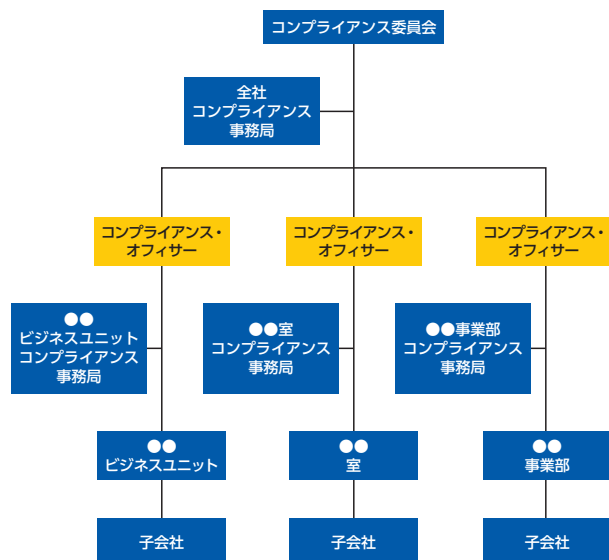 コンプライアンス委員会
全社
コンプライアンス
事務局
コンプライアンス・
オフィサー
コンプライアンス・
オフィサー
コンプライアンス・
オフィサー
●●
ビジネスユニット
コンプライアンス
事務局
●●室
コンプライアンス
事務局
●●事業部
コンプライアンス
事務局
●●
ビジネスユニット
●●
室
●●
事業部
子会社
子会社
子会社